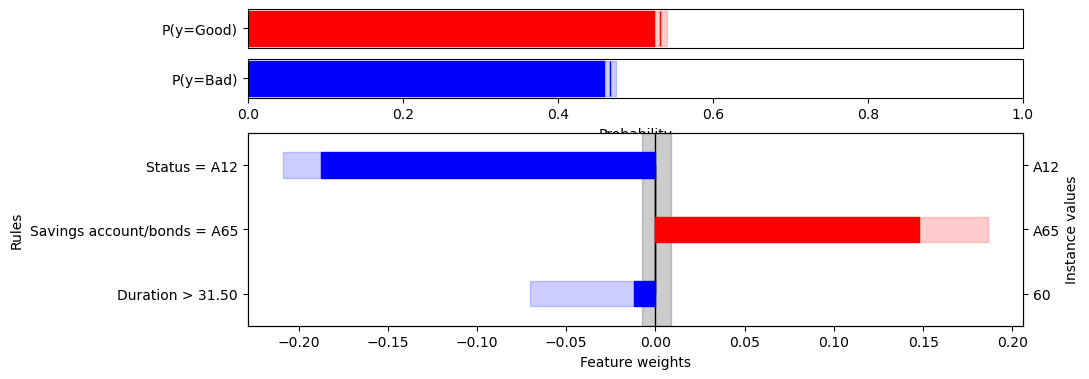 P(y=Good)
P(y=Bad)
0.0 0.2 0.4 0.6 0.8 1.0
Probability
Status = A12 A12
Savings account/bonds = A65 A65
Duration > 31.50 60
Rules
Instance values
−0.20 −0.15 −0.10 −0.05 0.00 0.05 0.10 0.15 0.20
Feature weights